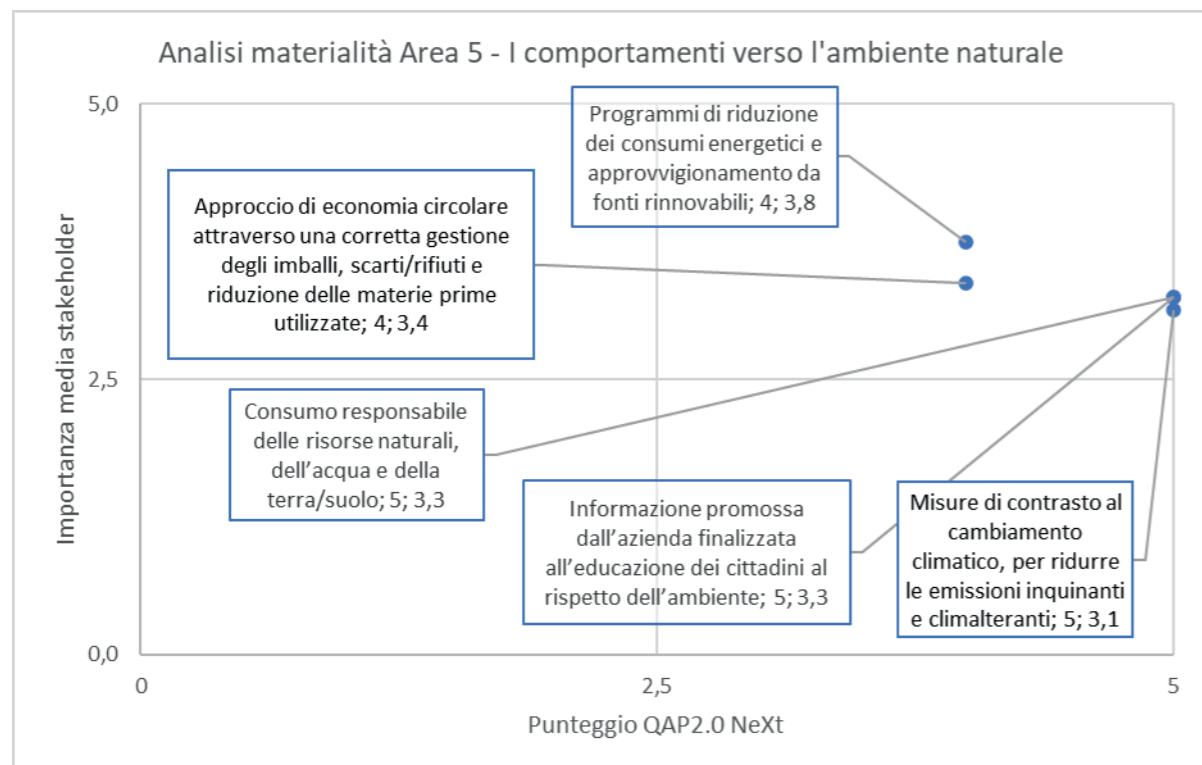 Analisi materialità Area 5 - I comportamenti verso l'ambiente naturale
Importanza media stakeholder
5,0
2,5
0,0
Programmi di riduzione
dei consumi energetici e
approvvigionamento da
fonti rinnovabili; 4; 3,8
Approccio di economia circolare
attraverso una corretta gestione
degli imballi, scarti/rifiuti e
riduzione delle materie prime
utilizzate; 4; 3,4
Consumo responsabile
delle risorse naturali,
dell’acqua e della
terra/suolo; 5; 3,3
Informazione promossa
dall’azienda finalizzata
all’educazione dei cittadini al
rispetto dell’ambiente; 5; 3,3
Misure di contrasto al
cambiamento
climatico, per ridurre
le emissioni inquinanti
e climalteranti; 5; 3,1
0
2,5
5
Punteggio QAP2.0 NeXt